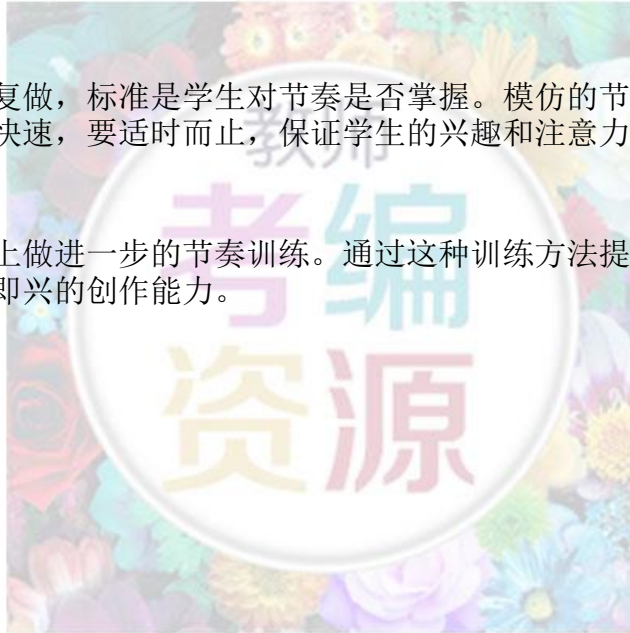 复做，标准是学生对节奏是否掌握。模仿的节
快速，要适时而止，保证学生的兴趣和注意力
教师
考编
上做进一步的节奏训练。通过这种训练方法提
即兴的创作能力。
资源